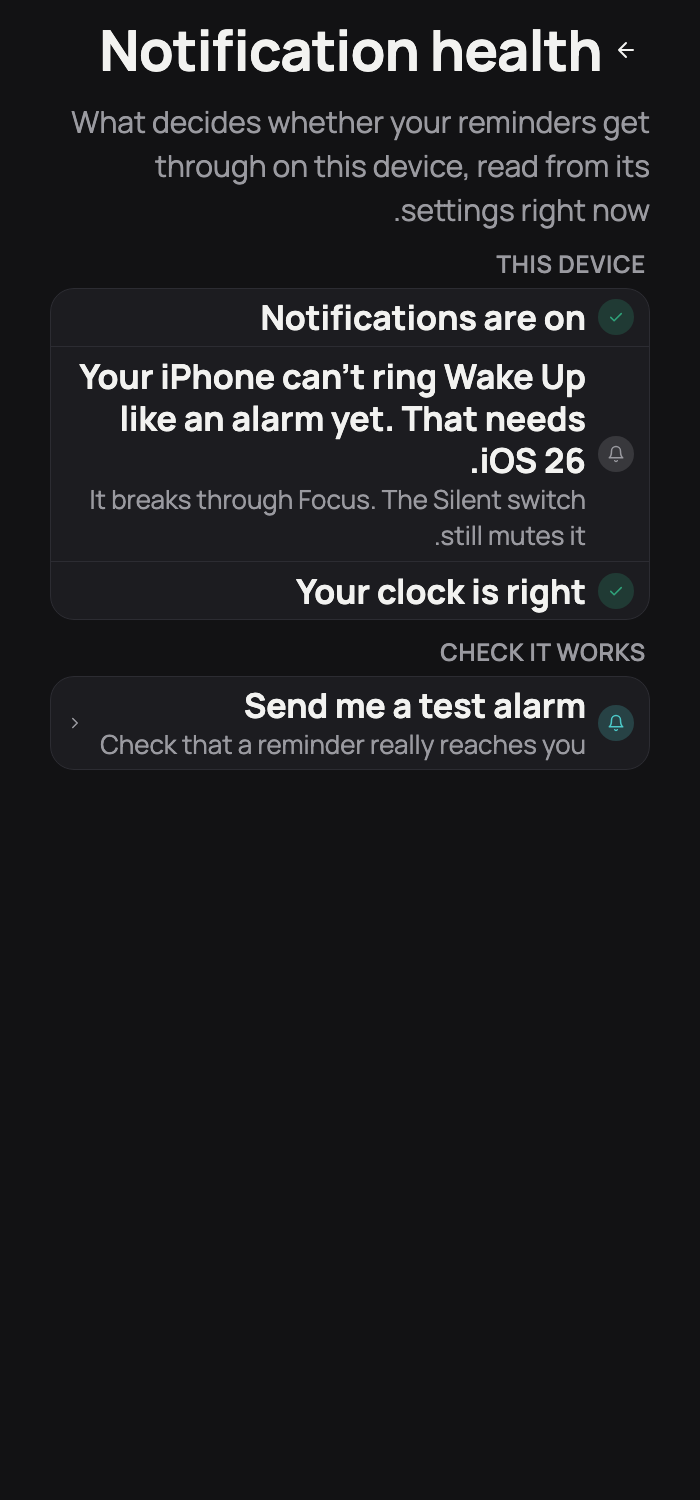 Notification health
What decides whether your reminders get
through on this device, read from its
.settings right now
THIS DEVICE
Notifications are on
Your iPhone can't ring Wake Up
like an alarm yet. That needs
.iOS 26
It breaks through Focus. The Silent switch
.still mutes it
Your clock is right
CHECK IT WORKS
Send me a test alarm
Check that a reminder really reaches you